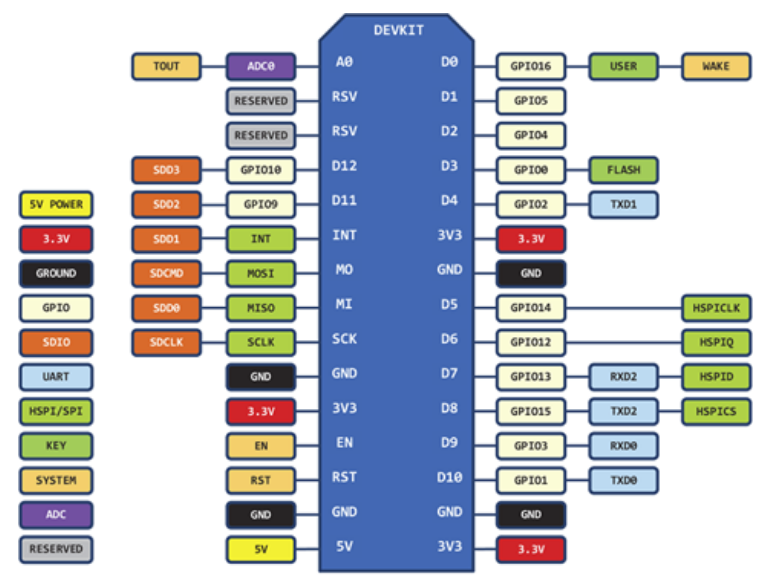 DEVKIT
TOUT ADC0 A0 D0 GPIO16 USER WAKE
RESERVED RSV D1 GPIO5
RESERVED RSV D2 GPIO4
SDD3 GPIO10 D12 D3 GPIO0 FLASH
5V POWER SDD2 GPIO9 D11 D4 GPIO2 TXD1
3.3V SDD1 INT INT 3V3 3.3V
GROUND SDCMD MOSI MO GND GND
GPIO SDD0 MISO MI D5 GPIO14 HSPICLK
SDIO SDCLK SCLK SCK D6 GPIO12 HSPIQ
UART GND GND D7 GPIO13 RXD2 HSPID
HSPI/SPI 3.3V 3V3 D8 GPIO15 TXD2 HSPICS
KEY EN EN D9 GPIO3 RXD0
SYSTEM RST RST D10 GPIO1 TXD0
ADC GND GND GND GND
RESERVED 5V 5V 3V3 3.3V